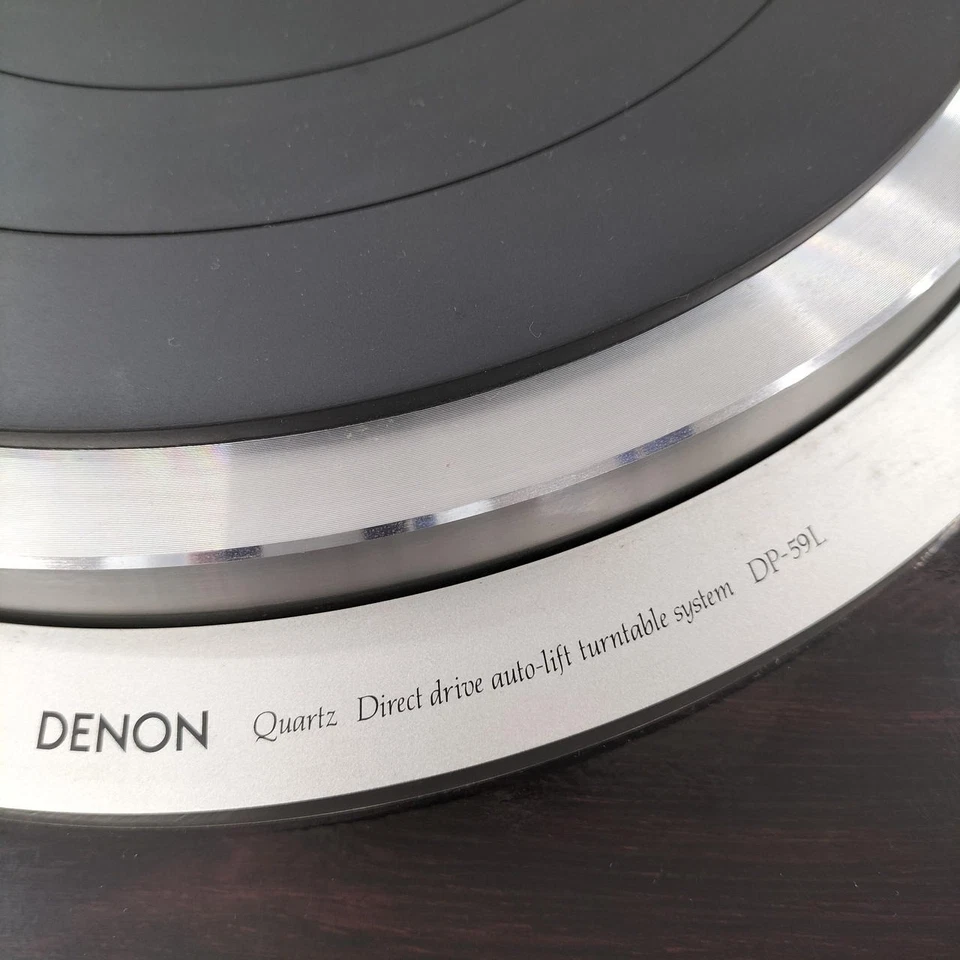 DENON Quartz Direct drive auto-lift turntable system DP-59L